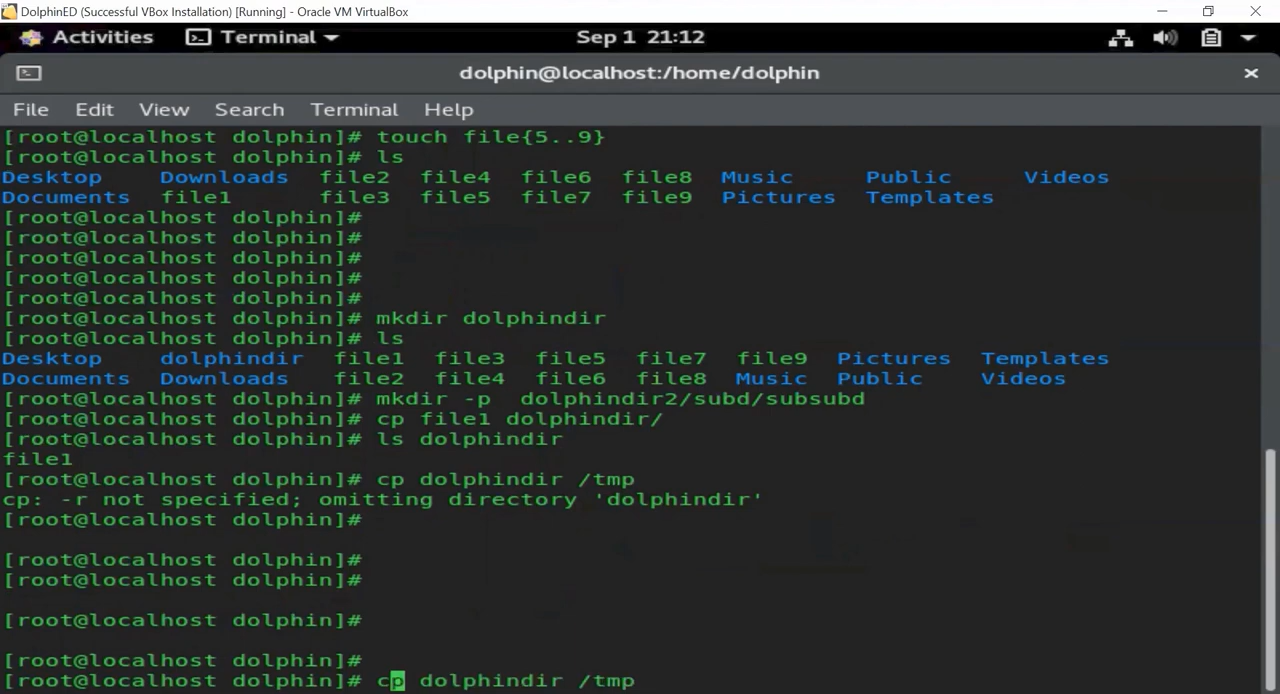 DolphinED (Successful VBox Installation) [Running] - Oracle VM VirtualBox
Activities Terminal Sep 1 21:12
dolphin@localhost:/home/dolphin
File Edit View Search Terminal Help
[root@localhost dolphin]# touch file{5..9}
[root@localhost dolphin]# ls
Desktop Downloads file2 file4 file6 file8 Music Public Videos
Documents file1 file3 file5 file7 file9 Pictures Templates
[root@localhost dolphin]#
[root@localhost dolphin]#
[root@localhost dolphin]#
[root@localhost dolphin]#
[root@localhost dolphin]#
[root@localhost dolphin]# mkdir dolphindir
[root@localhost dolphin]# ls
Desktop dolphindir file1 file3 file5 file7 file9 Pictures Templates
Documents Downloads file2 file4 file6 file8 Music Public Videos
[root@localhost dolphin]# mkdir -p  dolphindir2/subd/subsubd
[root@localhost dolphin]# cp file1 dolphindir/
[root@localhost dolphin]# ls dolphindir
file1
[root@localhost dolphin]# cp dolphindir /tmp
cp: -r not specified; omitting directory 'dolphindir'
[root@localhost dolphin]#
[root@localhost dolphin]#
[root@localhost dolphin]#
[root@localhost dolphin]#
[root@localhost dolphin]#
[root@localhost dolphin]# cp dolphindir /tmp